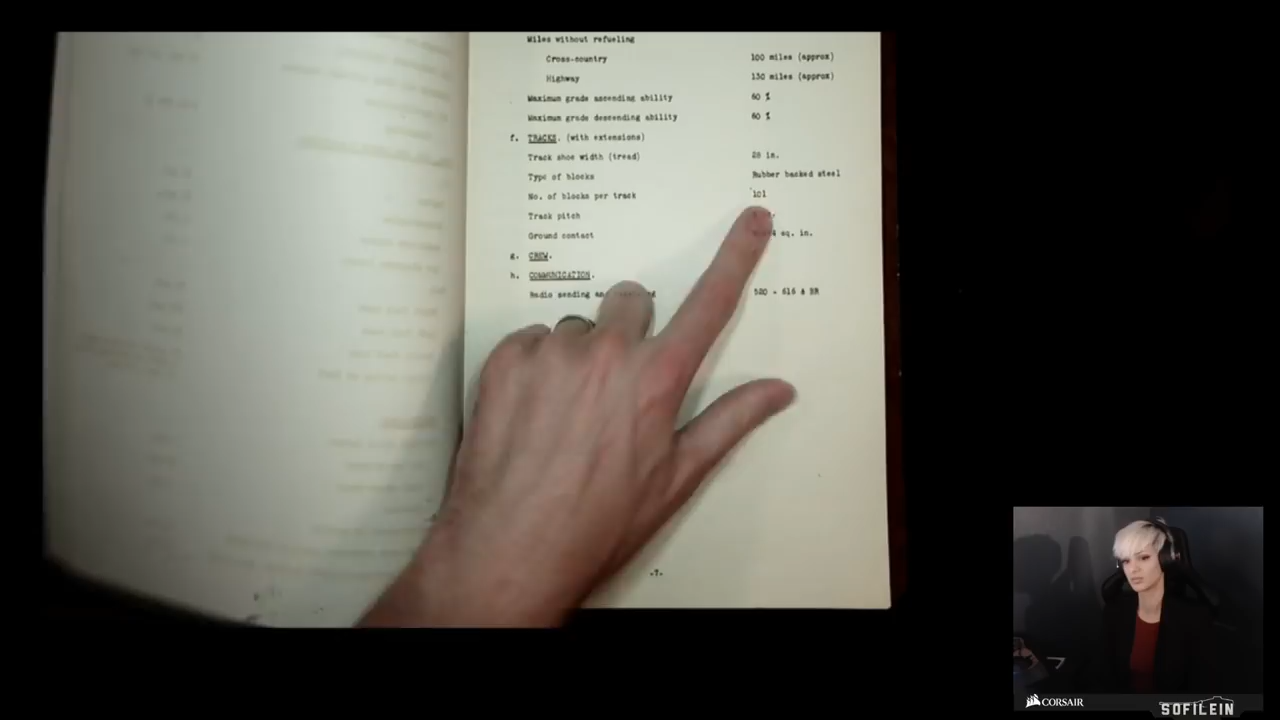 Miles without refueling
Cross-country 100 miles (approx)
Highway 130 miles (approx)
Maximum grade ascending ability 60 %
Maximum grade descending ability 60 %
f. TRACKS. (with extensions)
Track shoe width (tread) 28 in.
Type of blocks Rubber backed steel
No. of blocks per track 101
Track pitch
Ground contact sq. in.
g. CREW.
h. COMMUNICATION.
Radio sending 520 - 616 & BR
-7-
CORSAIR
SOFILEIN